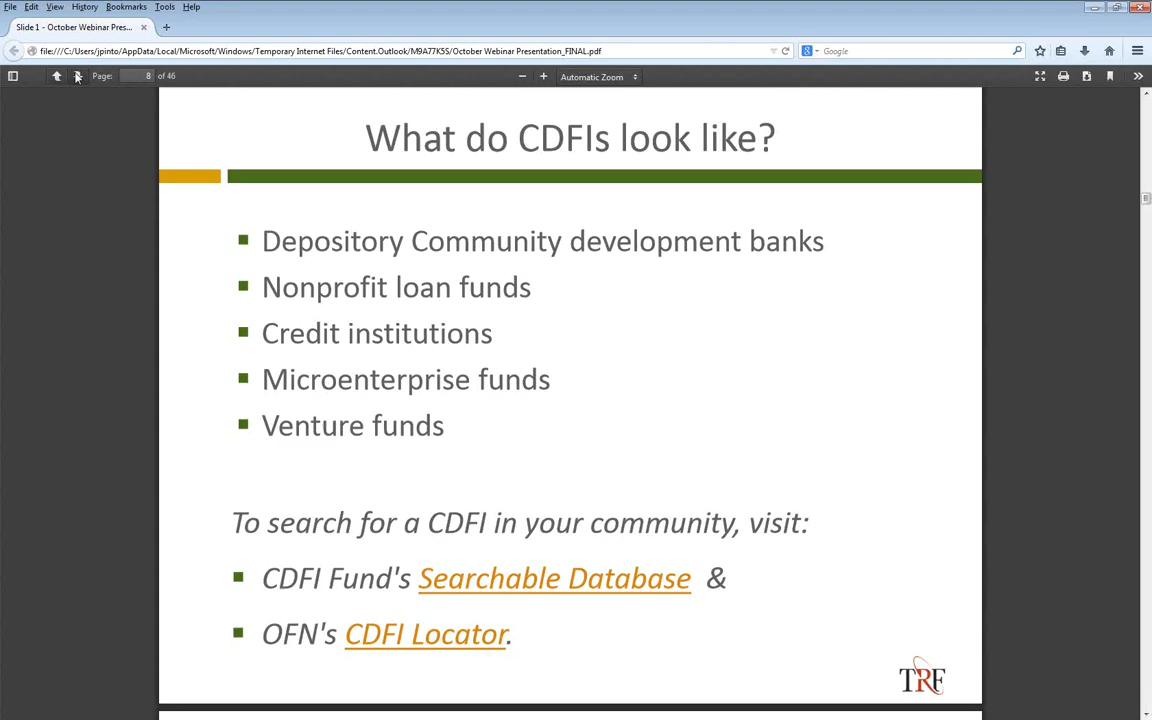 File Edit View History Bookmarks Tools Help
Slide 1 - October Webinar Pres... × +
file:///C:/Users/jpinto/AppData/Local/Microsoft/Windows/Temporary Internet Files/Content.Outlook/M9A77K5S/October Webinar Presentation_FINAL.pdf
Google
Page: 8 of 46
Automatic Zoom
What do CDFIs look like?
Depository Community development banks
Nonprofit loan funds
Credit institutions
Microenterprise funds
Venture funds
To search for a CDFI in your community, visit:
CDFI Fund's Searchable Database &
OFN's CDFI Locator.
TRF